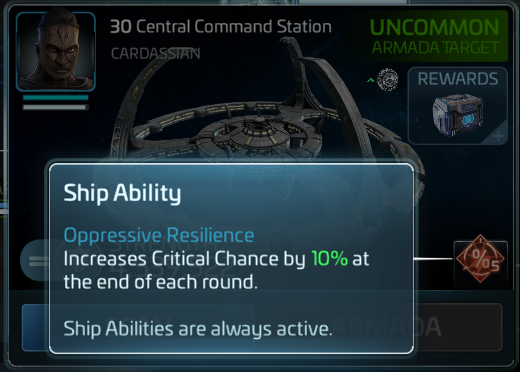 30 Central Command Station
CARDASSIAN
UNCOMMON
ARMADA TARGET
REWARDS
Ship Ability
Oppressive Resilience
Increases Critical Chance by 10% at
the end of each round.
Ship Abilities are always active.
ARMADA